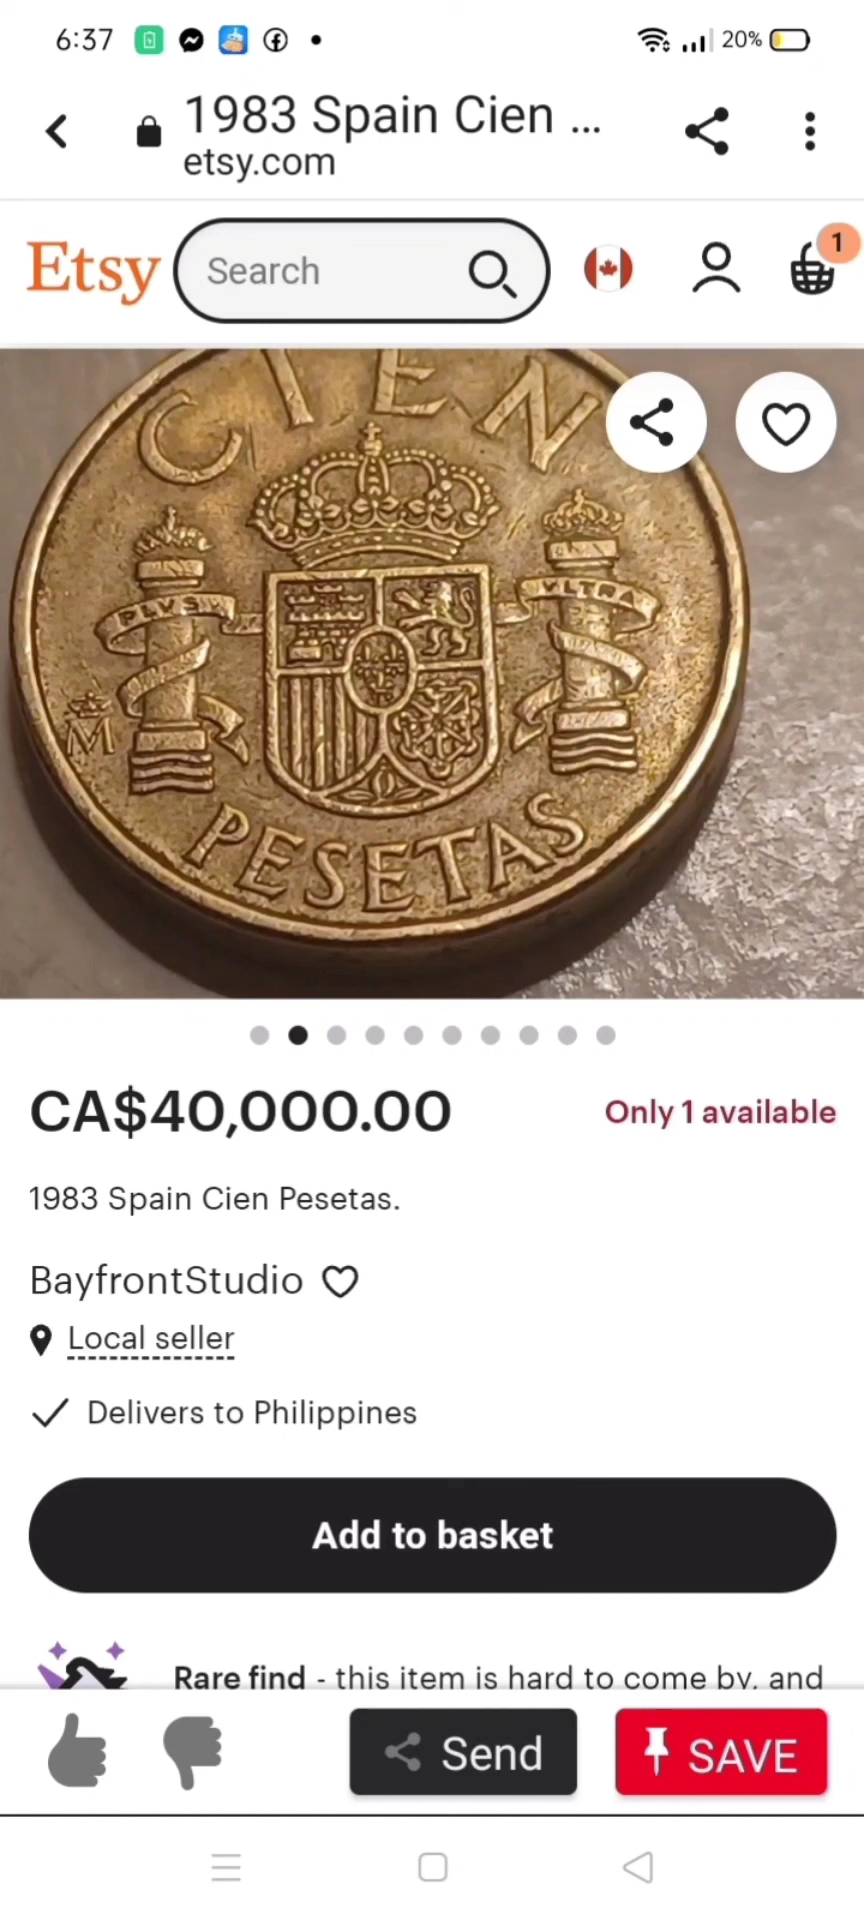 6:37
20%
1983 Spain Cien ...
etsy.com
Etsy
Search
1
CIEN
PLVS
VLTRA
M
PESETAS
CA$40,000.00
Only 1 available
1983 Spain Cien Pesetas.
BayfrontStudio
Local seller
Delivers to Philippines
Add to basket
Rare find - this item is hard to come by, and
Send
SAVE